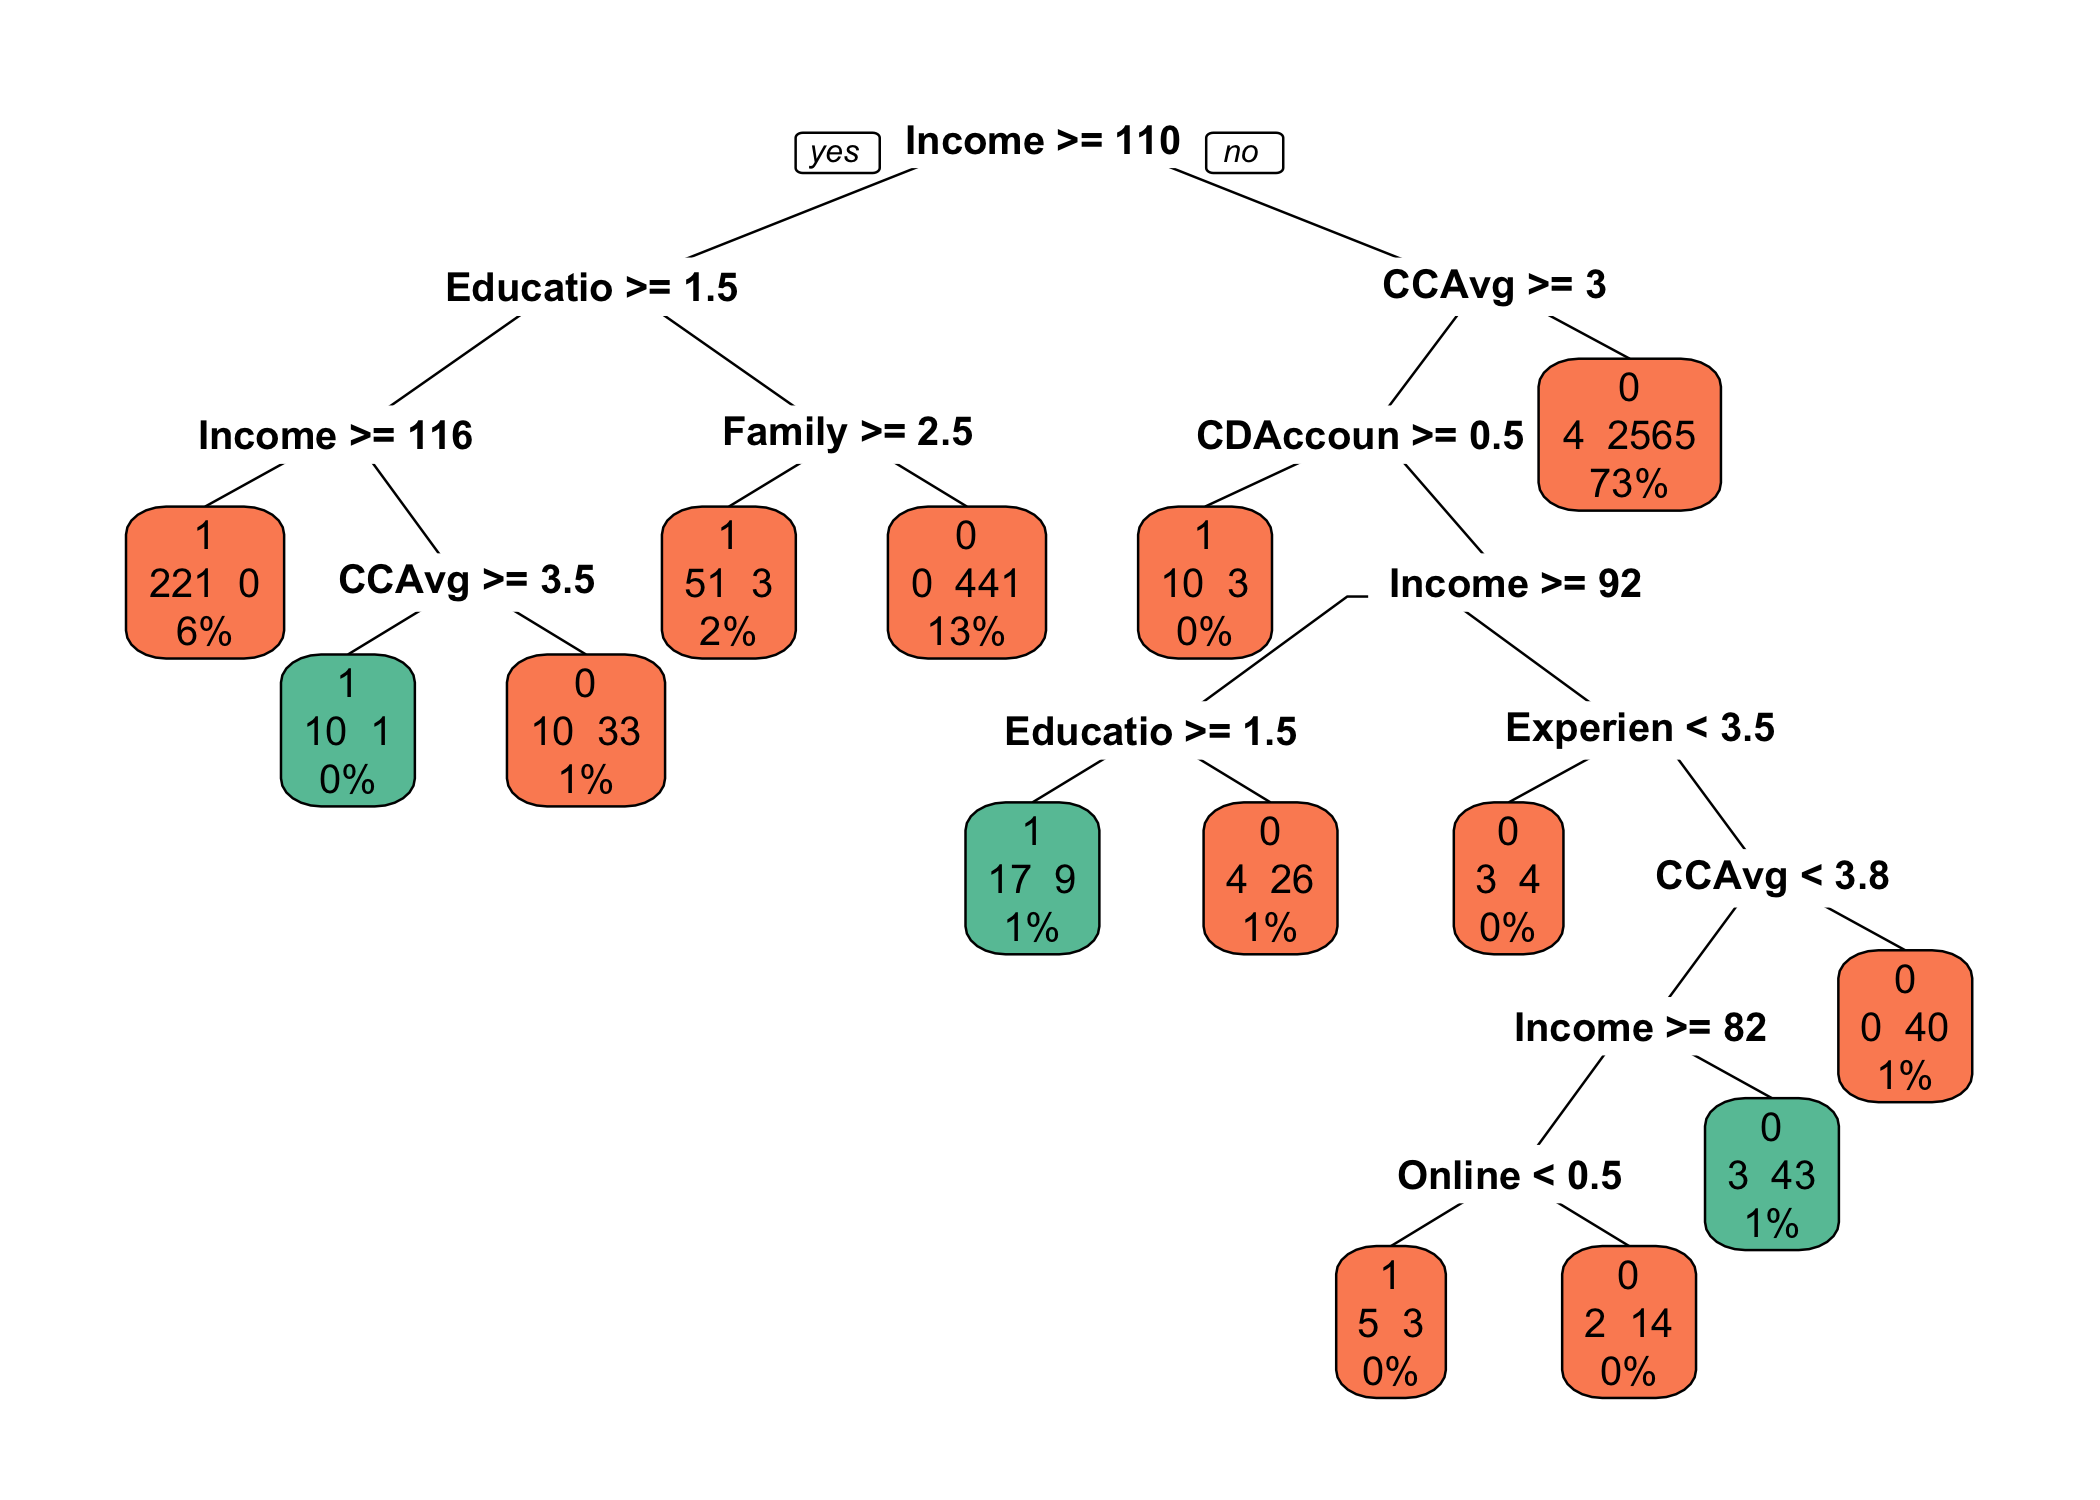 yes
Income >= 110
no
Educatio >= 1.5
CCAvg >= 3
Income >= 116
Family >= 2.5
CDAccoun >= 0.5
0
4 2565
73%
1
221 0
6%
CCAvg >= 3.5
1
51 3
2%
0
0 441
13%
1
10 3
0%
Income >= 92
1
10 1
0%
0
10 33
1%
Educatio >= 1.5
Experien < 3.5
1
17 9
1%
0
4 26
1%
0
3 4
0%
CCAvg < 3.8
Income >= 82
0
0 40
1%
Online < 0.5
0
3 43
1%
1
5 3
0%
0
2 14
0%